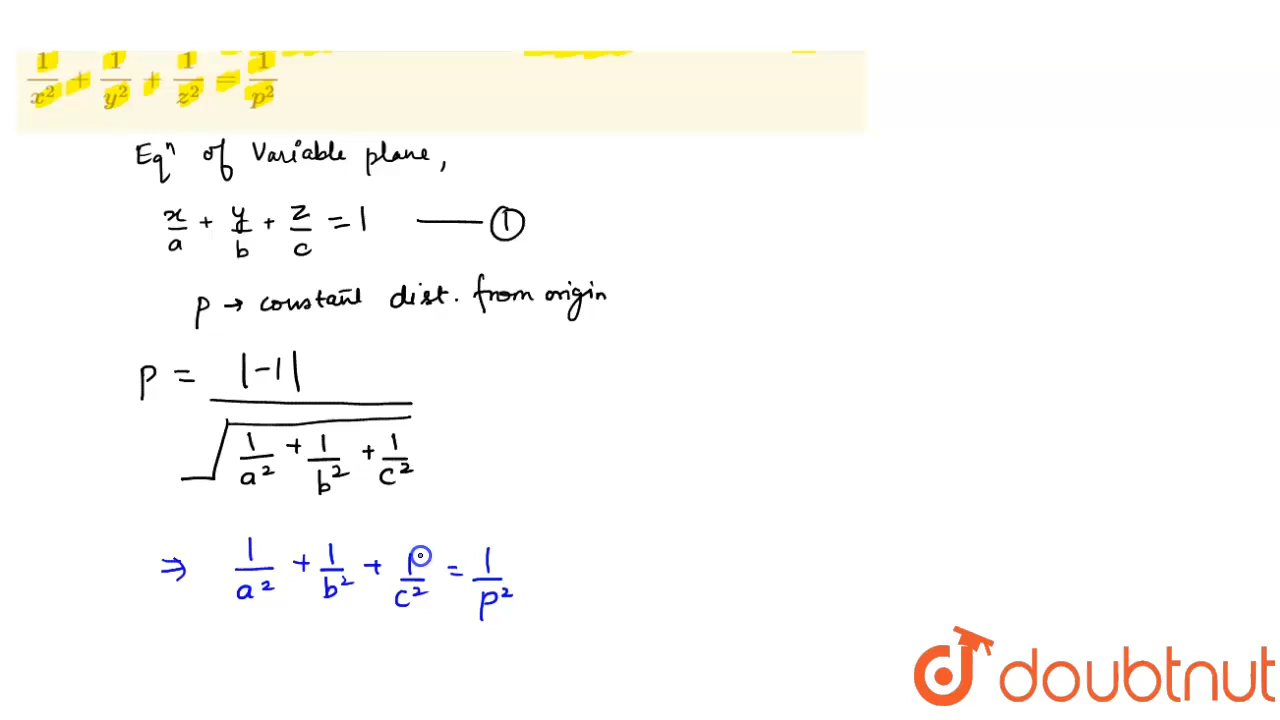 1/x² + 1/y² + 1/z² = 1/p²
Eqⁿ of Variable plane,
x/a + y/b + z/c = 1 —— ①
p → constant dist. from origin
P = |-1| / √(1/a² + 1/b² + 1/c²)
⇒ 1/a² + 1/b² + 1/c² = 1/p²
doubtnut